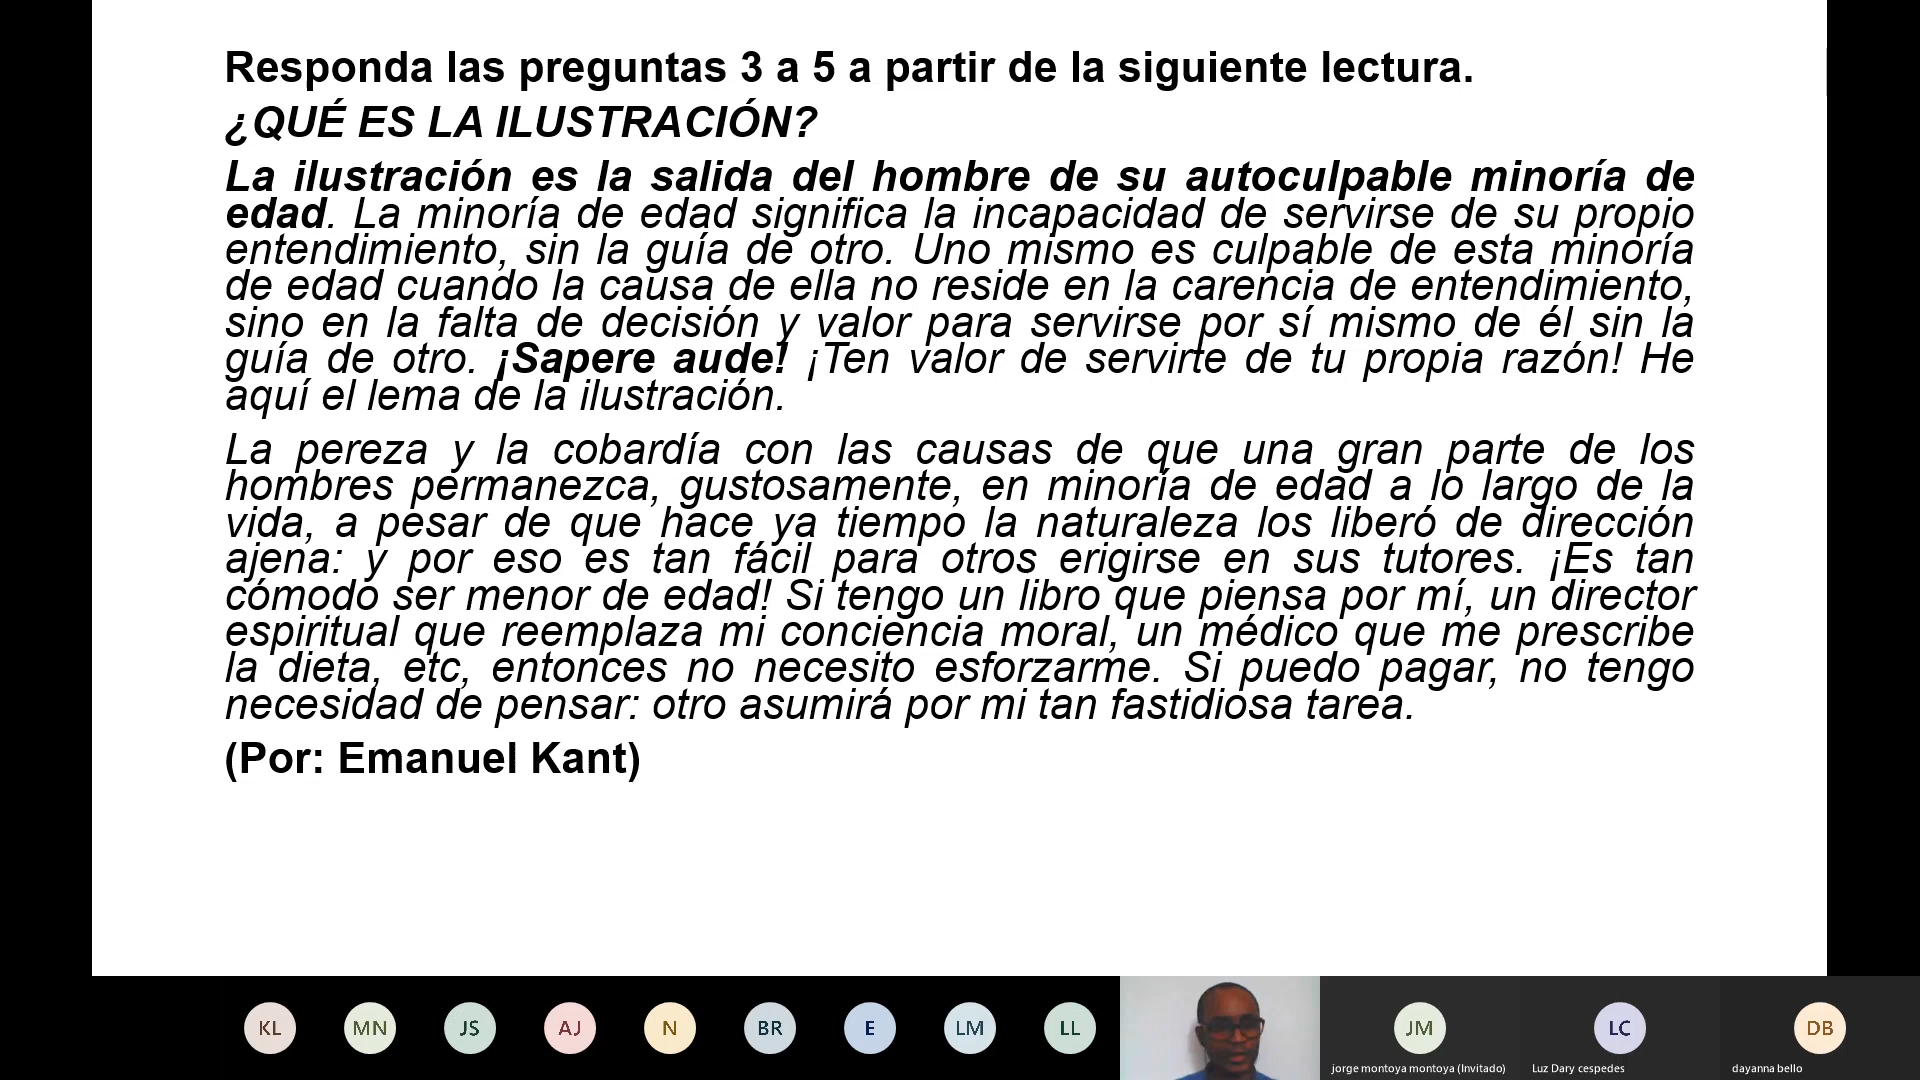 Responda las preguntas 3 a 5 a partir de la siguiente lectura.
¿QUÉ ES LA ILUSTRACIÓN?
La ilustración es la salida del hombre de su autoculpable minoría de
edad. La minoría de edad significa la incapacidad de servirse de su propio
entendimiento, sin la guía de otro. Uno mismo es culpable de esta minoría
de edad cuando la causa de ella no reside en la carencia de entendimiento,
sino en la falta de decisión y valor para servirse por sí mismo de él sin la
guía de otro. ¡Sapere aude! ¡Ten valor de servirte de tu propia razón! He
aquí el lema de la ilustración.
La pereza y la cobardía con las causas de que una gran parte de los
hombres permanezca, gustosamente, en minoría de edad a lo largo de la
vida, a pesar de que hace ya tiempo la naturaleza los liberó de dirección
ajena: y por eso es tan fácil para otros erigirse en sus tutores. ¡Es tan
cómodo ser menor de edad! Si tengo un libro que piensa por mí, un director
espiritual que reemplaza mi conciencia moral, un médico que me prescribe
la dieta, etc, entonces no necesito esforzarme. Si puedo pagar, no tengo
necesidad de pensar: otro asumirá por mi tan fastidiosa tarea.
(Por: Emanuel Kant)
KL MN JS AJ N BR E LM LL JM LC DB
jorge montoya montoya (Invitado) Luz Dary cespedes dayanna bello